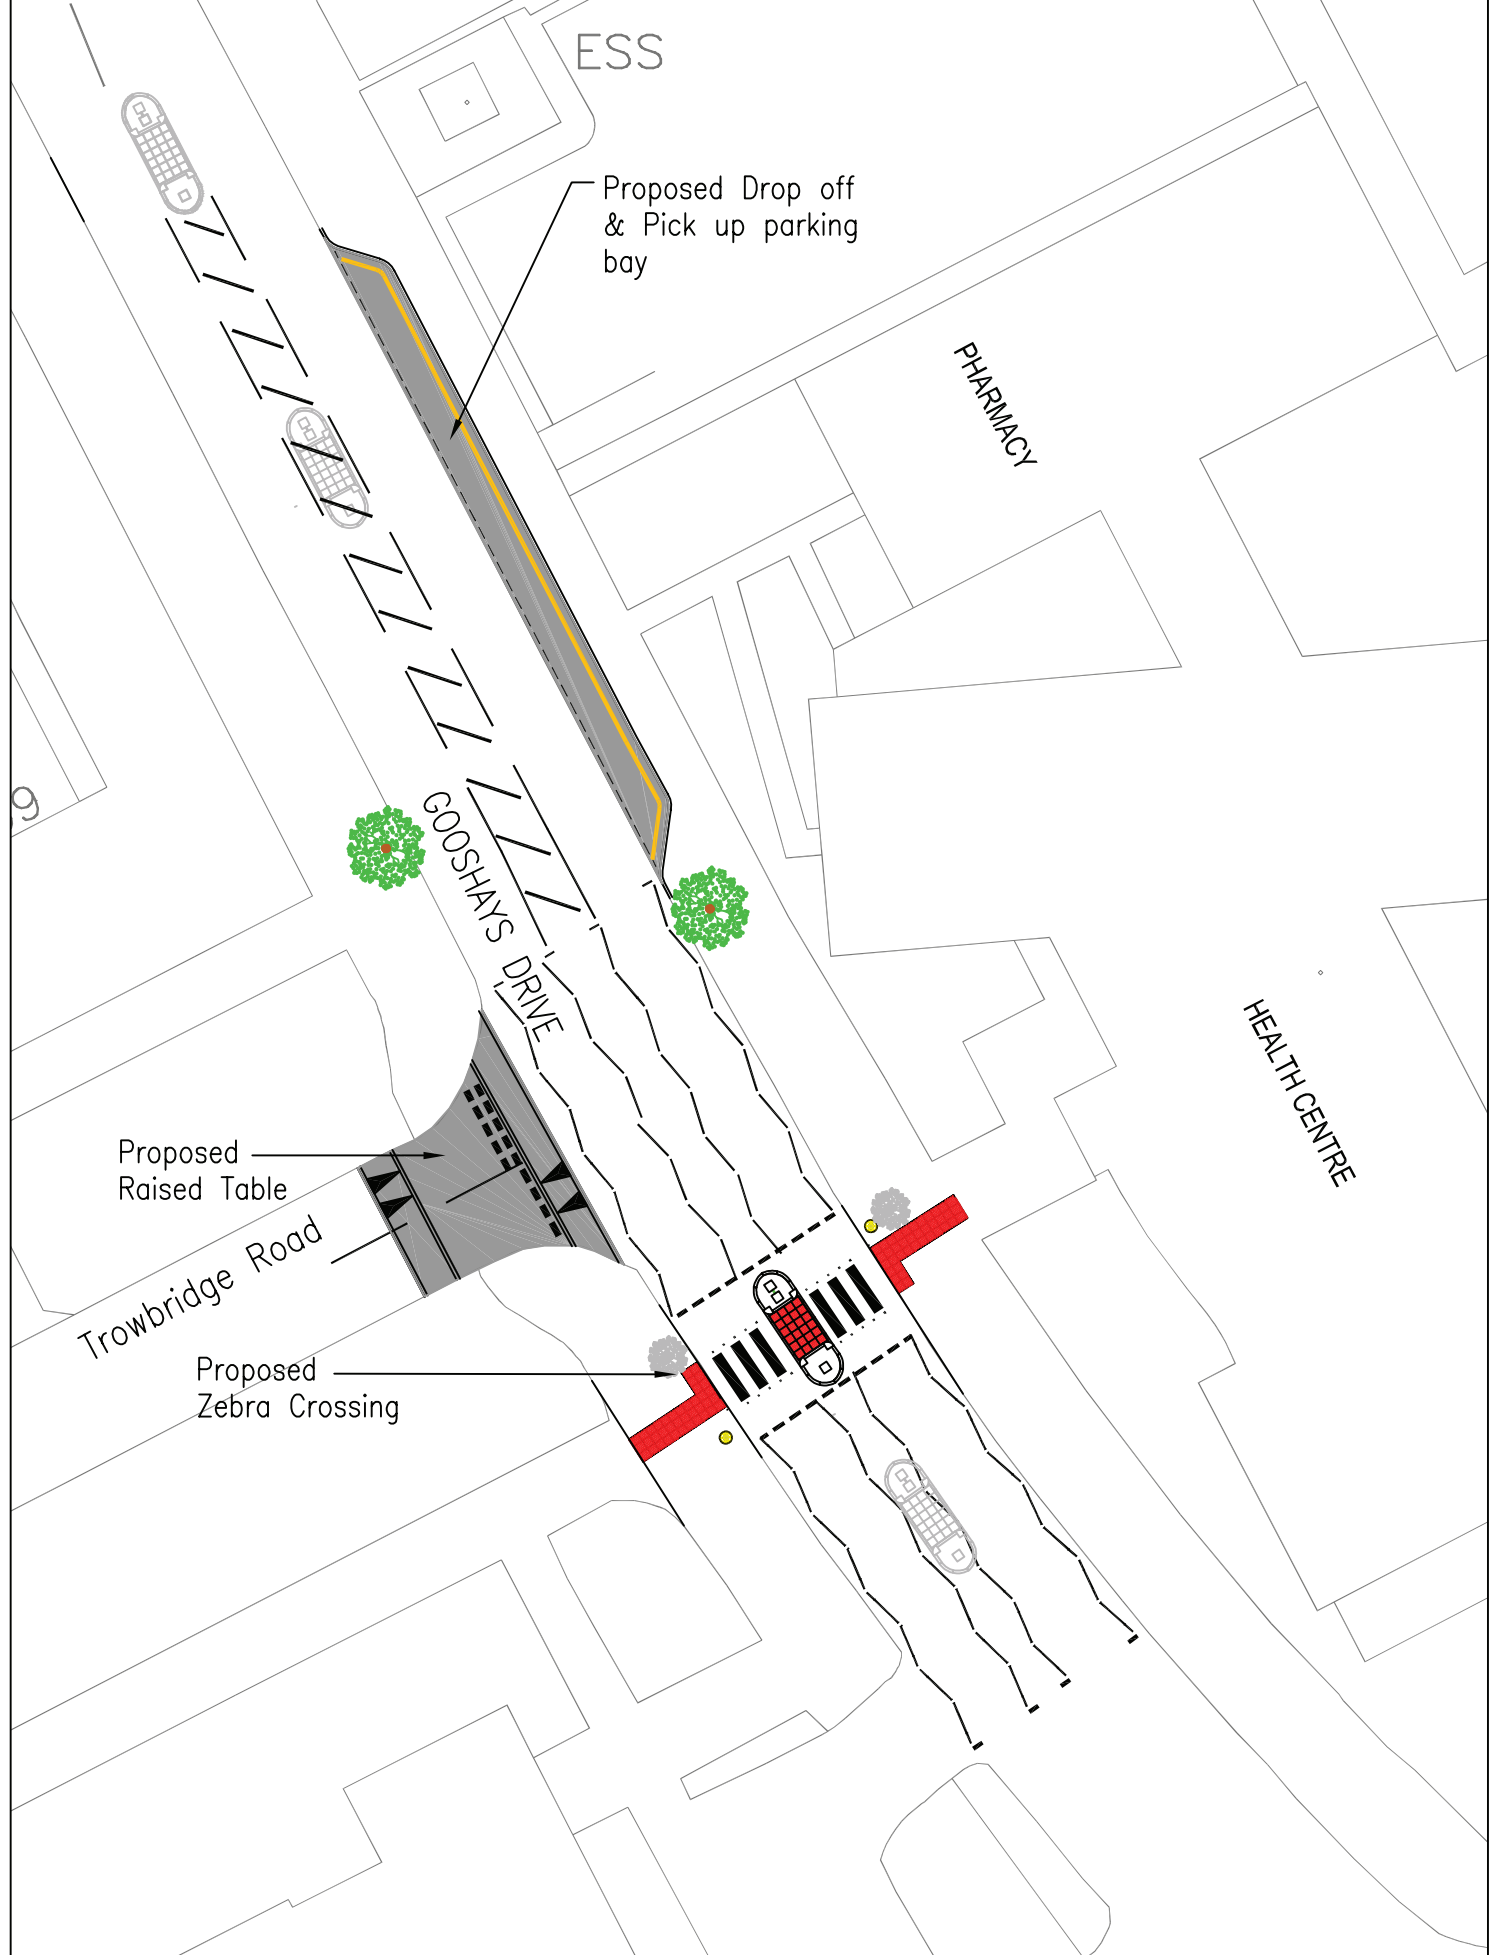 ESS
Proposed Drop off
& Pick up parking
bay
PHARMACY
9
GOOSHAYS DRIVE
HEALTH CENTRE
Proposed
Raised Table
Trowbridge Road
Proposed
Zebra Crossing